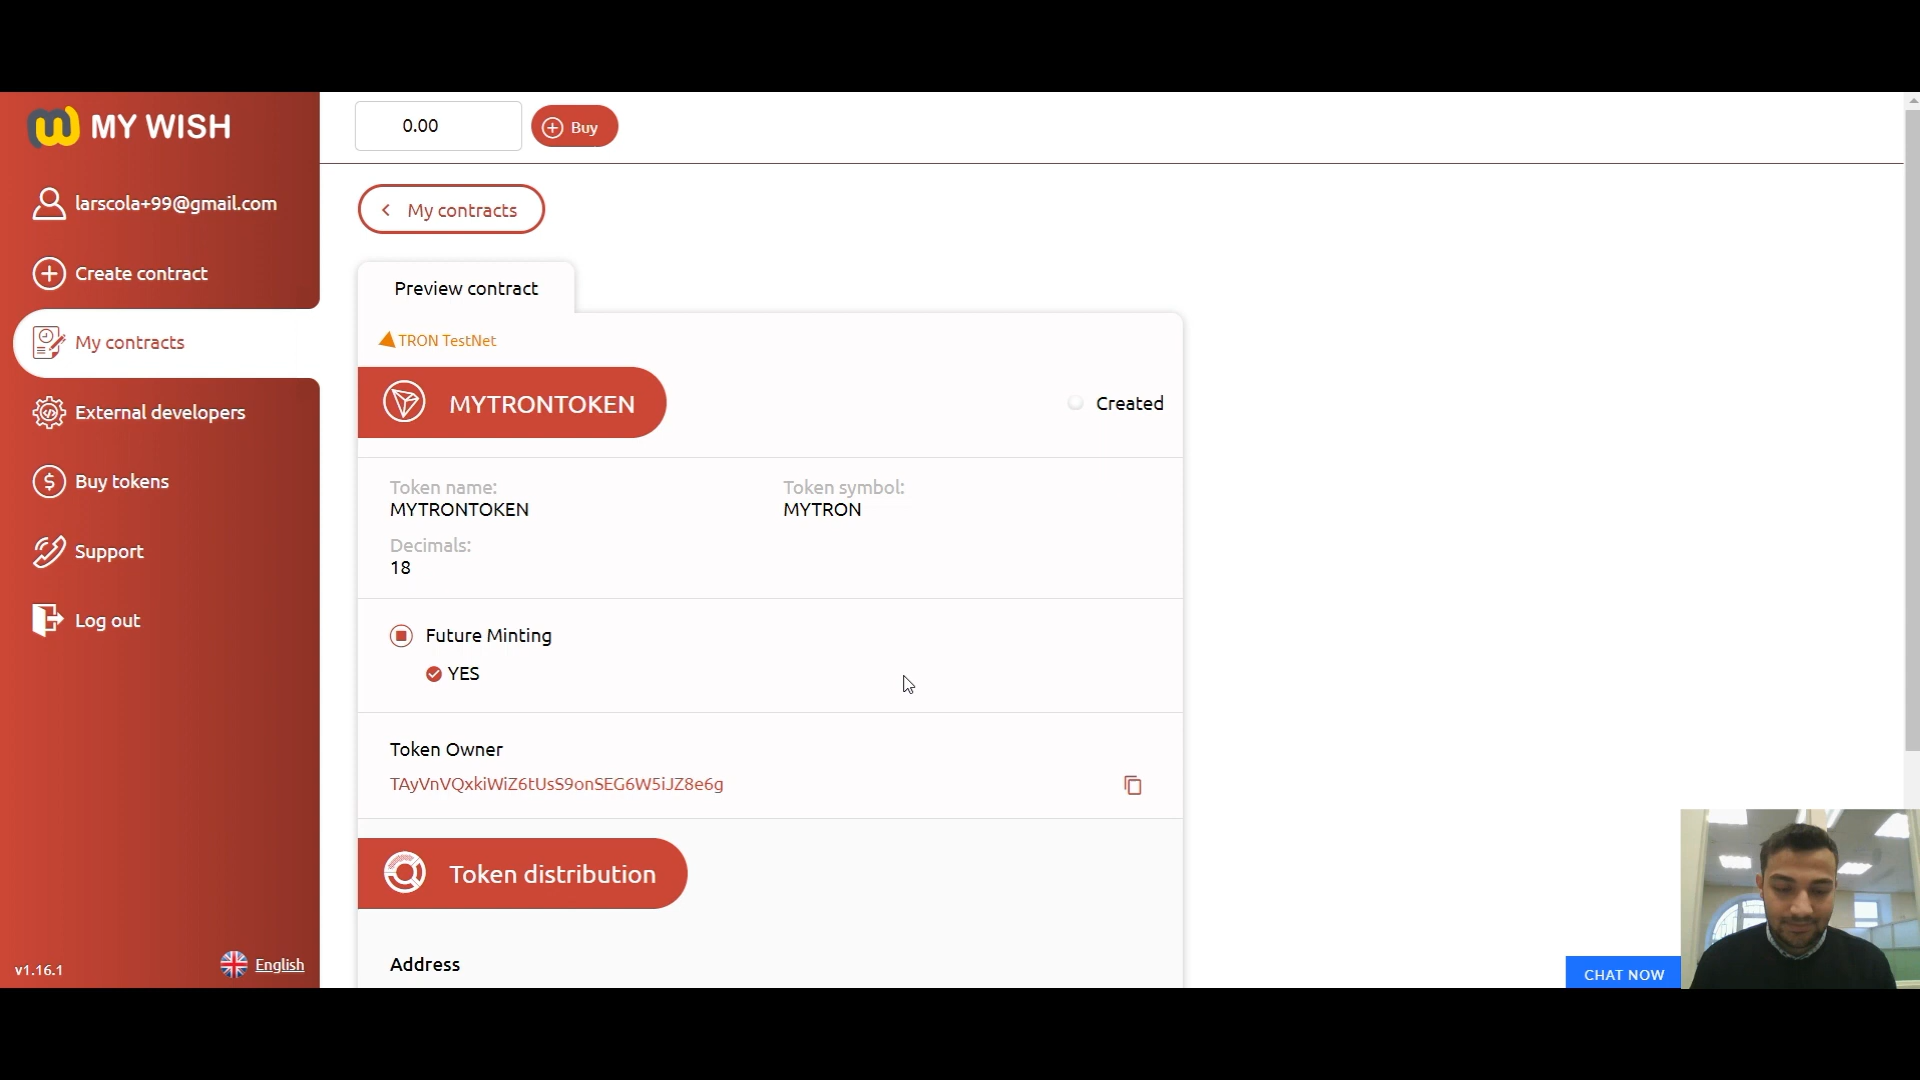 MY WISH
larscola+99@gmail.com
Create contract
My contracts
External developers
Buy tokens
Support
Log out
v1.16.1
English
0.00
Buy
My contracts
Preview contract
TRON TestNet
MYTRONTOKEN
Created
Token name:
MYTRONTOKEN
Token symbol:
MYTRON
Decimals:
18
Future Minting
YES
Token Owner
TAyVnVQxkiWiZ6tUsS9onSEG6W5iJZ8e6g
Token distribution
Address
CHAT NOW